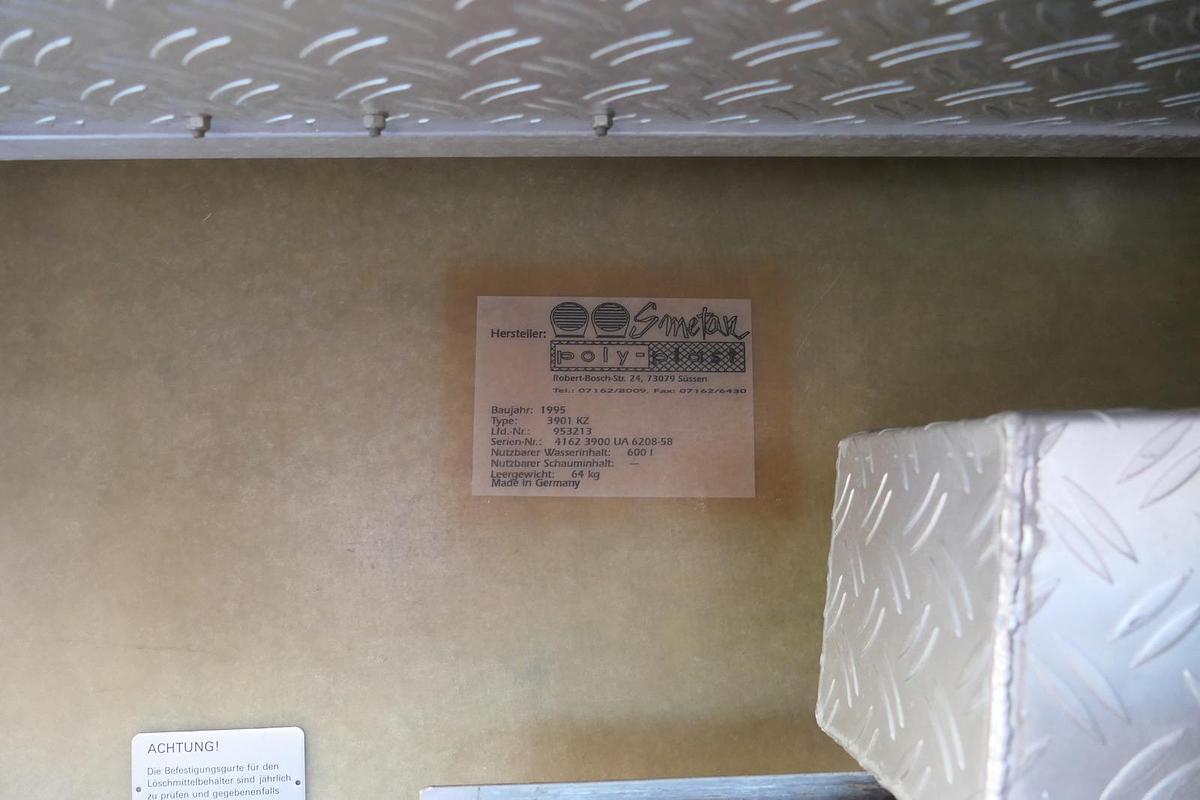 Hersteller: Smetak
poly-plast
Robert-Bosch-Str. 24, 73079 Süssen
Tel.: 07162/8009, Fax: 07162/6430
Baujahr: 1995
Type: 3901 KZ
Lfd.-Nr.: 953213
Serien-Nr.: 4162 3900 UA 6208-58
Nutzbarer Wasserinhalt: 600 l
Nutzbarer Schauminhalt: —
Leergewicht: 64 kg
Made in Germany
ACHTUNG!
Die Befestigungsgurte für den
Löschmittelbehälter sind jährlich
zu prüfen und gegebenenfalls